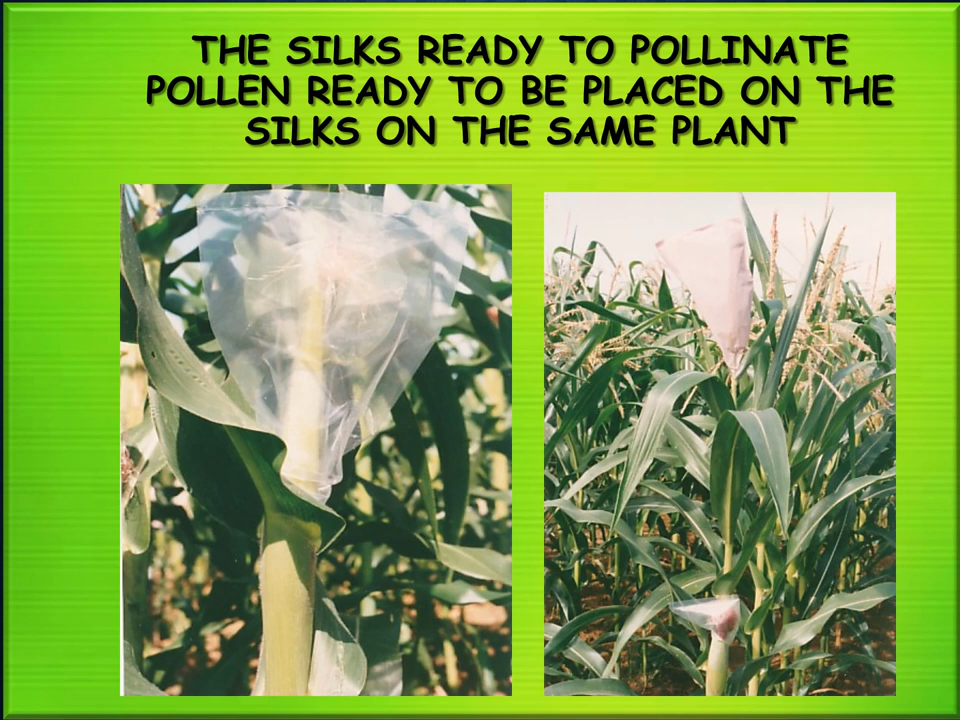 THE SILKS READY TO POLLINATE
POLLEN READY TO BE PLACED ON THE
SILKS ON THE SAME PLANT